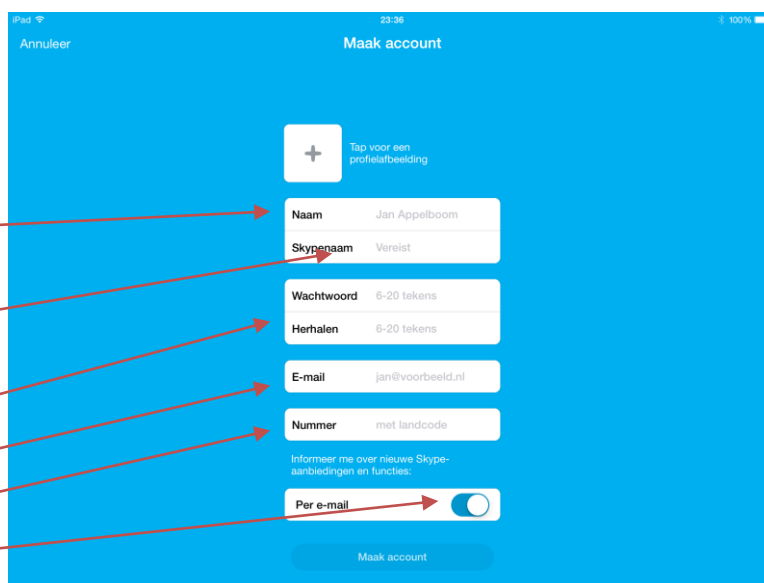 iPad 23:36 100%
Annuleer Maak account
Tap voor een
profielafbeelding
Naam Jan Appelboom
Skypenaam Vereist
Wachtwoord 6-20 tekens
Herhalen 6-20 tekens
E-mail jan@voorbeeld.nl
Nummer met landcode
Informeer me over nieuwe Skype-
aanbiedingen en functies:
Per e-mail
Maak account